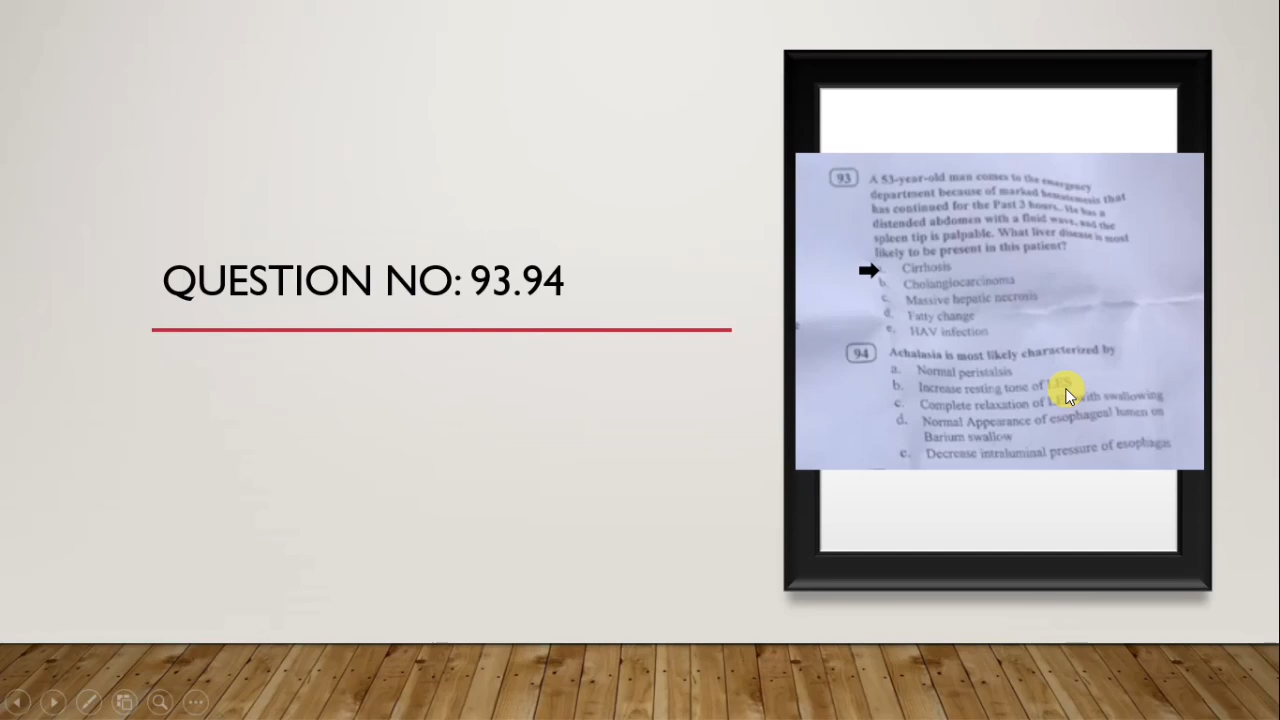 QUESTION NO: 93.94
93 A 53-year-old man comes to the emergency
department because of marked hematemesis that
has continued for the Past 3 hours. He has a
distended abdomen with a fluid wave, and the
spleen tip is palpable. What liver disease is most
likely to be present in this patient?
Cirrhosis
b. Cholangiocarcinoma
c. Massive hepatic necrosis
d. Fatty change
e. HAV infection
94 Achalasia is most likely characterized by
a. Normal peristalsis
b. Increase resting tone of LES
c. Complete relaxation of LES with swallowing
d. Normal Appearance of esophageal lumen on
Barium swallow
e. Decrease intraluminal pressure of esophagus